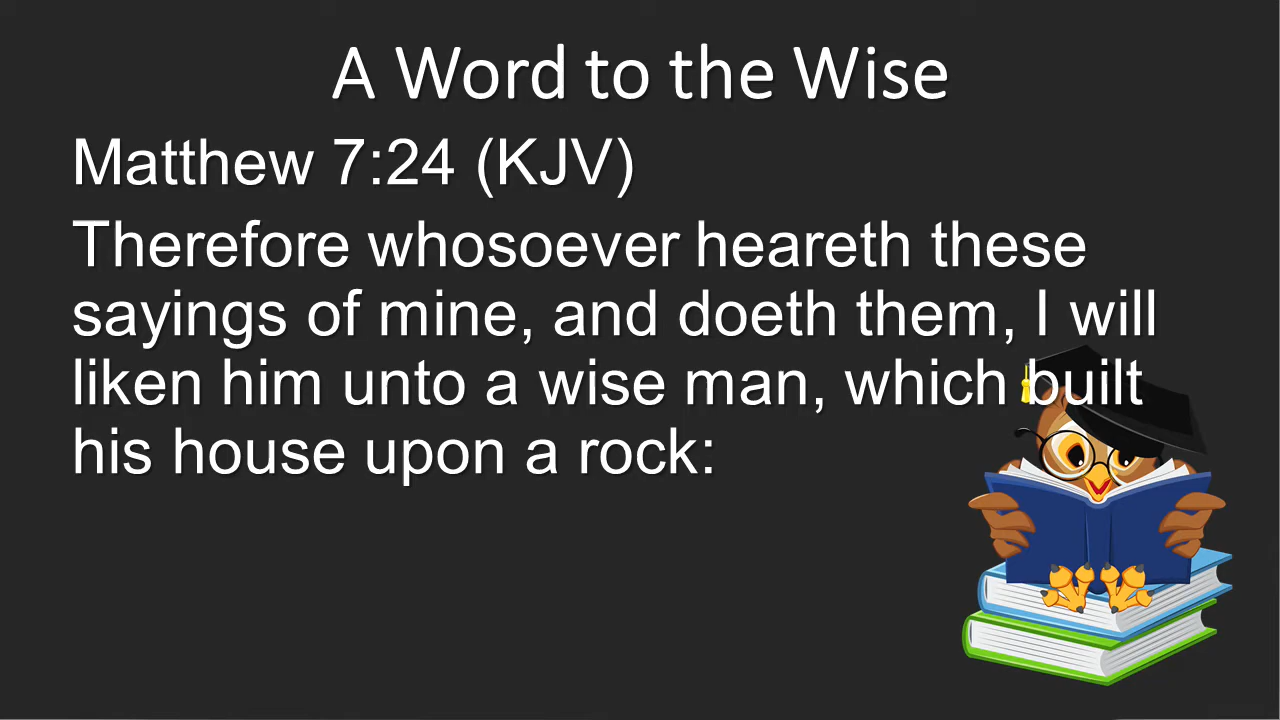 A Word to the Wise
Matthew 7:24 (KJV)
Therefore whosoever heareth these
sayings of mine, and doeth them, I will
liken him unto a wise man, which built
his house upon a rock: